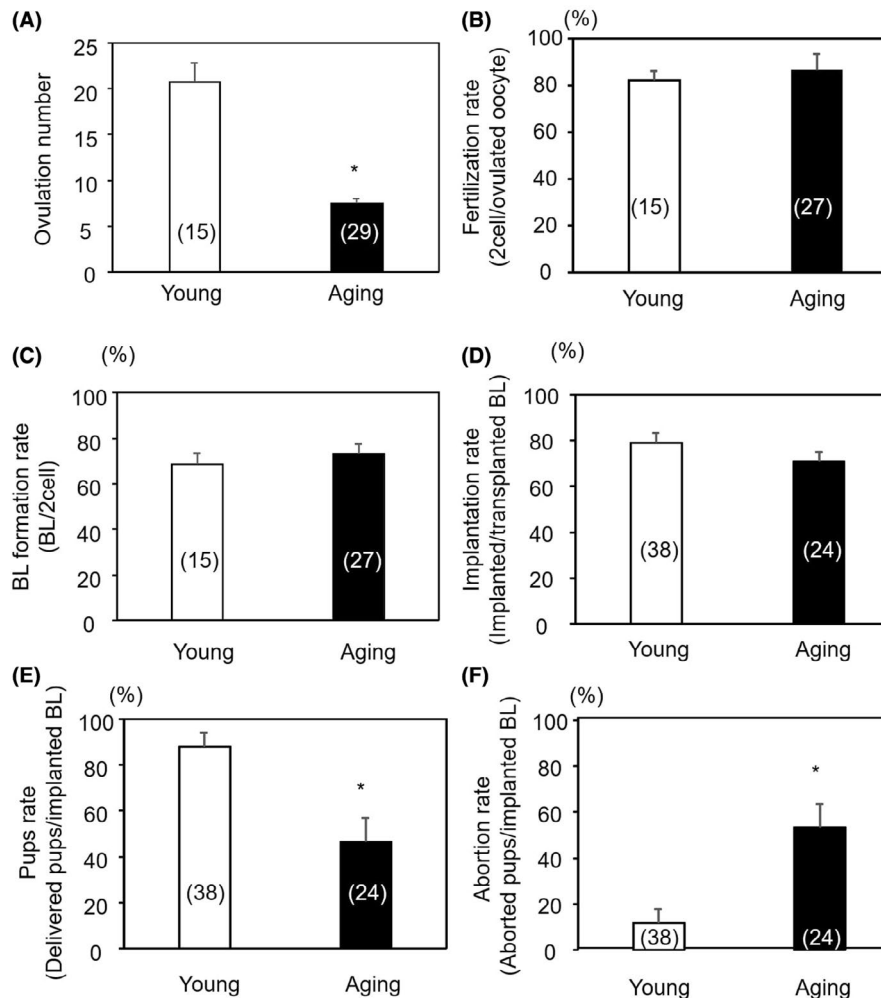 (A)
Ovulation number
25
20
15
10
5
0
*
(15)
(29)
Young
Aging
(B)
(%)
Fertilization rate
(2cell/ovulated oocyte)
100
80
60
40
20
0
(15)
(27)
Young
Aging
(C)
(%)
BL formation rate
(BL/2cell)
100
80
60
40
20
0
(15)
(27)
Young
Aging
(D)
(%)
Implantation rate
(Implanted/transplanted BL)
100
80
60
40
20
0
(38)
(24)
Young
Aging
(E)
(%)
Pups rate
(Delivered pups/implanted BL)
100
80
60
40
20
0
*
(38)
(24)
Young
Aging
(F)
(%)
Abortion rate
(Aborted pups/implanted BL)
100
80
60
40
20
0
*
(38)
(24)
Young
Aging